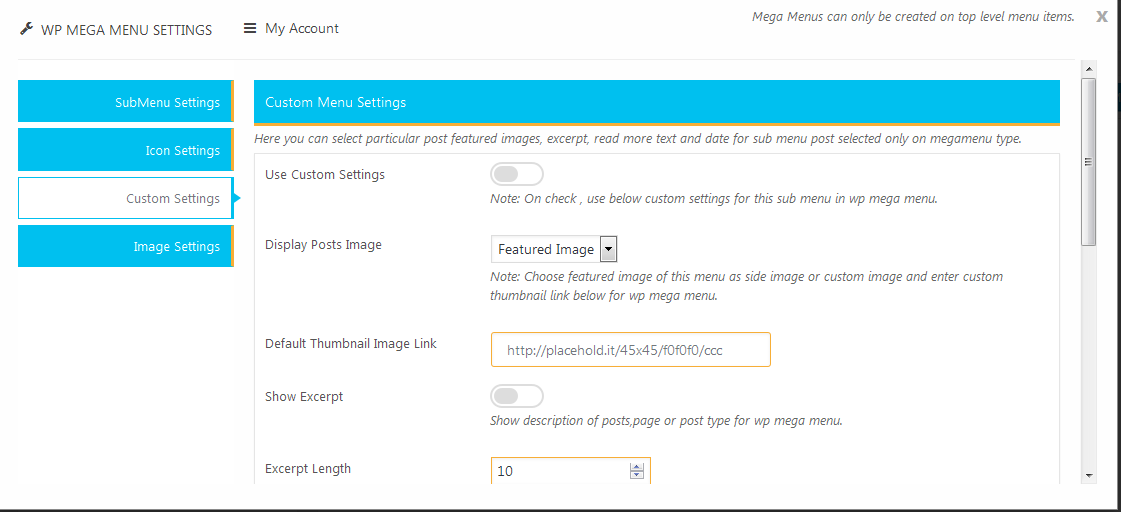 WP MEGA MENU SETTINGS
My Account
Mega Menus can only be created on top level menu items.
X
SubMenu Settings
Icon Settings
Custom Settings
Image Settings
Custom Menu Settings
Here you can select particular post featured images, excerpt, read more text and date for sub menu post selected only on megamenu type.
Use Custom Settings
Note: On check , use below custom settings for this sub menu in wp mega menu.
Display Posts Image
Featured Image
Note: Choose featured image of this menu as side image or custom image and enter custom
thumbnail link below for wp mega menu.
Default Thumbnail Image Link
http://placehold.it/45x45/f0f0f0/ccc
Show Excerpt
Show description of posts,page or post type for wp mega menu.
Excerpt Length
10